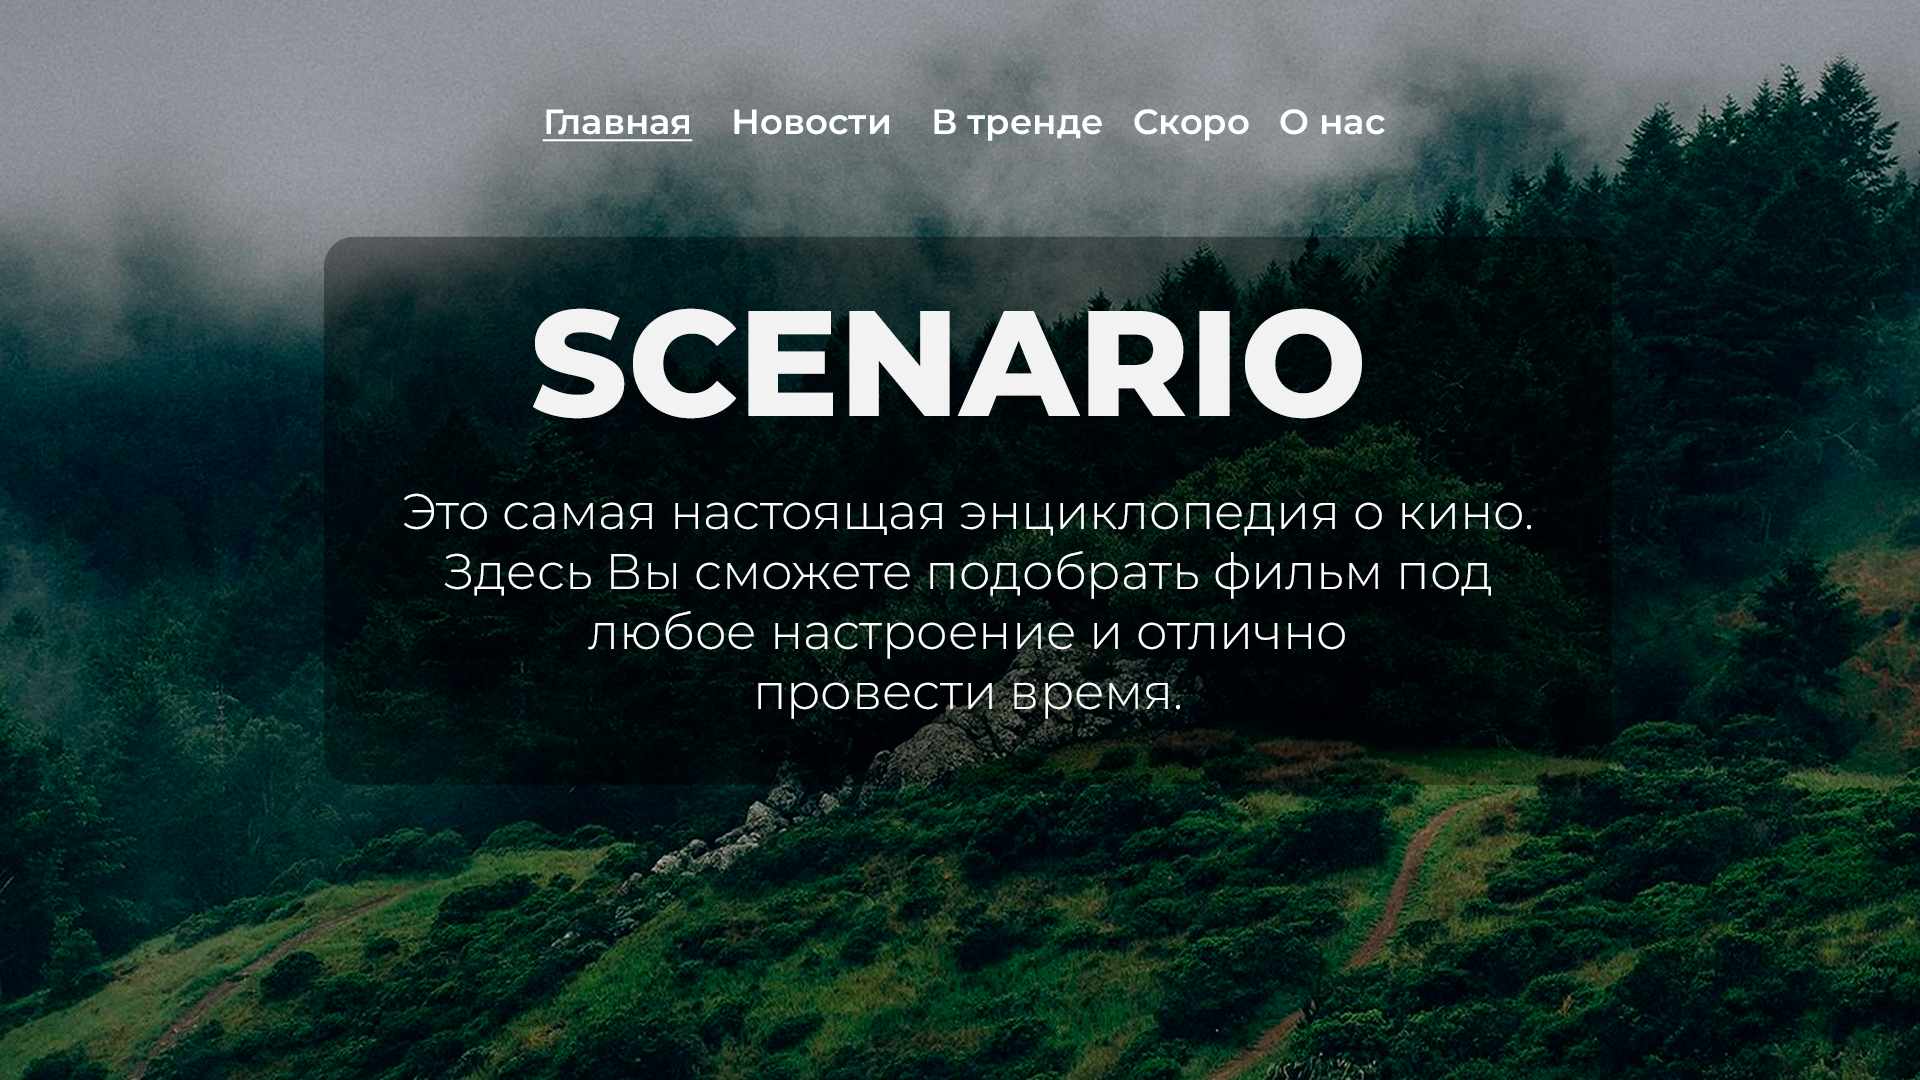 Главная Новости В тренде Скоро О нас
SCENARIO
Это самая настоящая энциклопедия о кино.
Здесь Вы сможете подобрать фильм под
любое настроение и отлично
провести время.